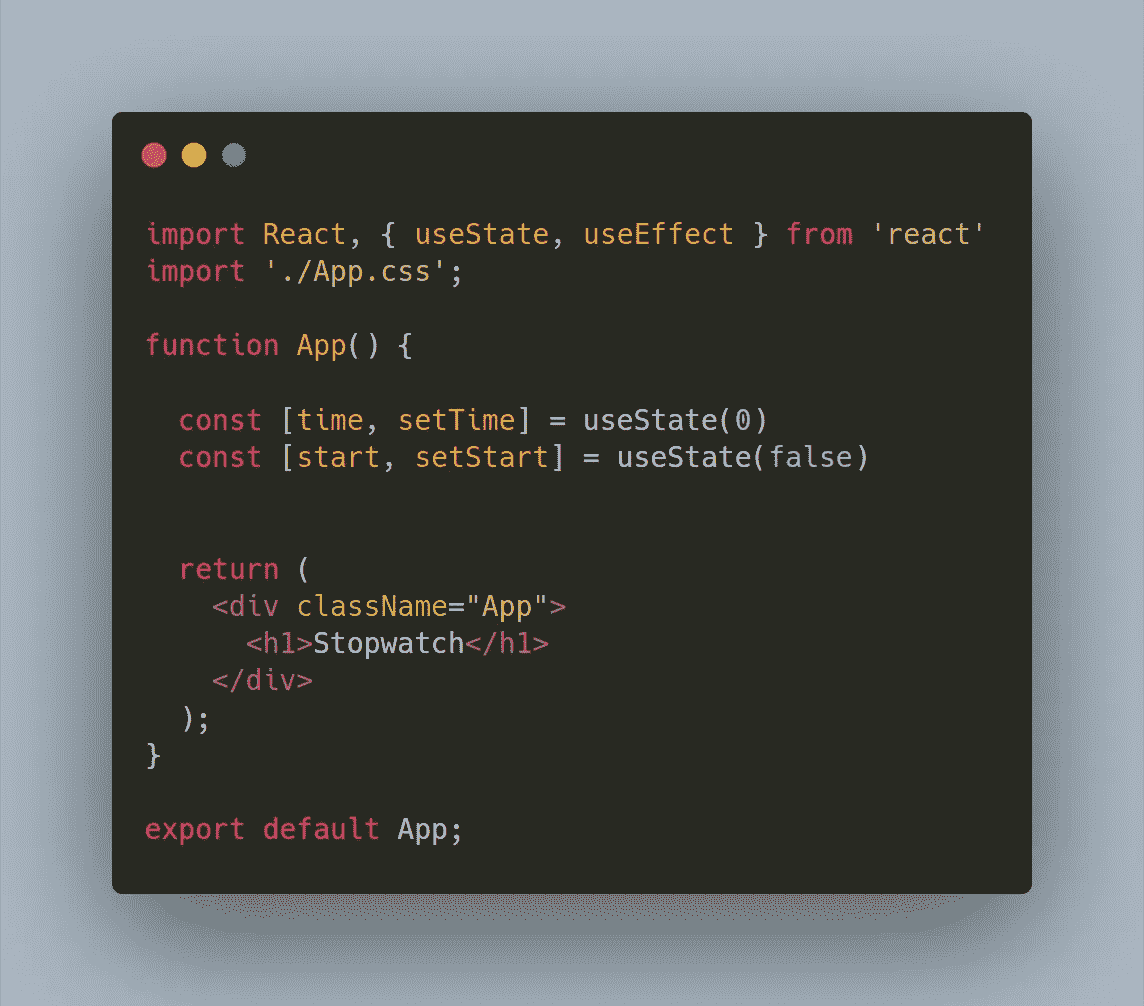 import React, { useState, useEffect } from 'react'
import './App.css';
function App() {
const [time, setTime] = useState(0)
const [start, setStart] = useState(false)
return (
<div className="App">
<h1>Stopwatch</h1>
</div>
);
}
export default App;